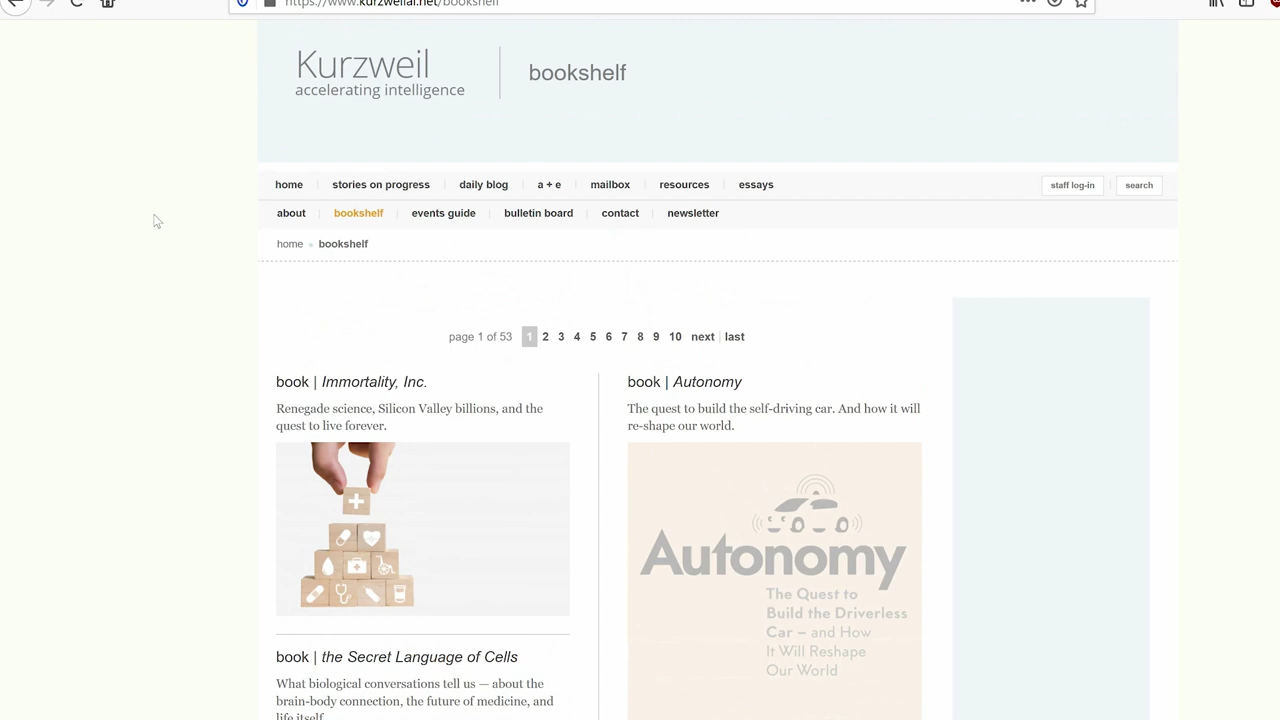 https://www.kurzweilai.net/bookshelf
Kurzweil
accelerating intelligence
bookshelf
home stories on progress daily blog a + e mailbox resources essays
staff log-in search
about bookshelf events guide bulletin board contact newsletter
home bookshelf
page 1 of 53 1 2 3 4 5 6 7 8 9 10 next last
book | Immortality, Inc.
Renegade science, Silicon Valley billions, and the
quest to live forever.
book | the Secret Language of Cells
What biological conversations tell us — about the
brain-body connection, the future of medicine, and
life itself.
book | Autonomy
The quest to build the self-driving car. And how it will
re-shape our world.
Autonomy
The Quest to
Build the Driverless
Car – and How
It Will Reshape
Our World